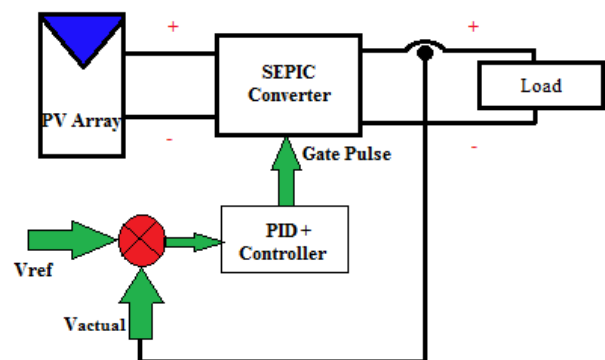 +
+
SEPIC
Converter
PV Array
Load
-
-
Gate Pulse
PID +
Controller
Vref
Vactual